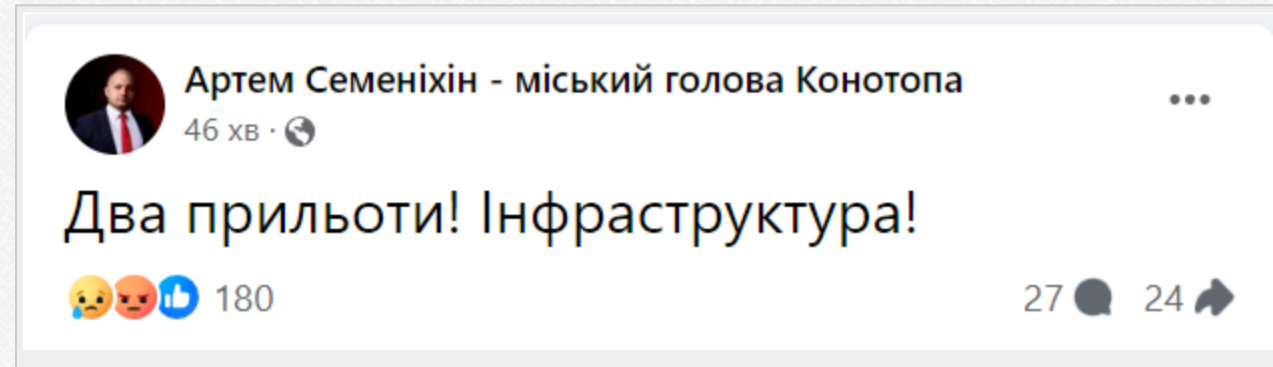 Артем Семеніхін - міський голова Конотопа
46 хв ·
Два прильоти! Інфраструктура!
180 27 24